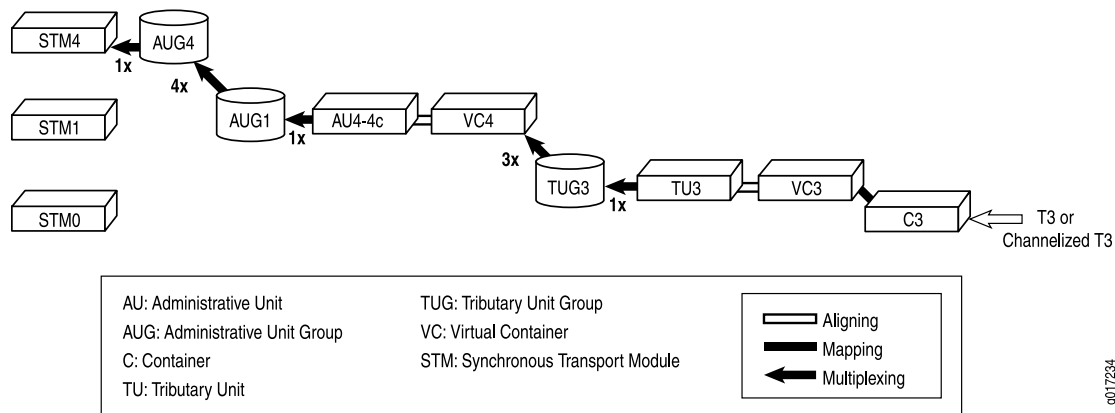 STM4
AUG4
1x
4x
STM1
AUG1
1x
AU4-4c
VC4
3x
STM0
TUG3
1x
TU3
VC3
C3
T3 or
Channelized T3
AU: Administrative Unit
AUG: Administrative Unit Group
C: Container
TU: Tributary Unit
TUG: Tributary Unit Group
VC: Virtual Container
STM: Synchronous Transport Module
Aligning
Mapping
Multiplexing
g017234